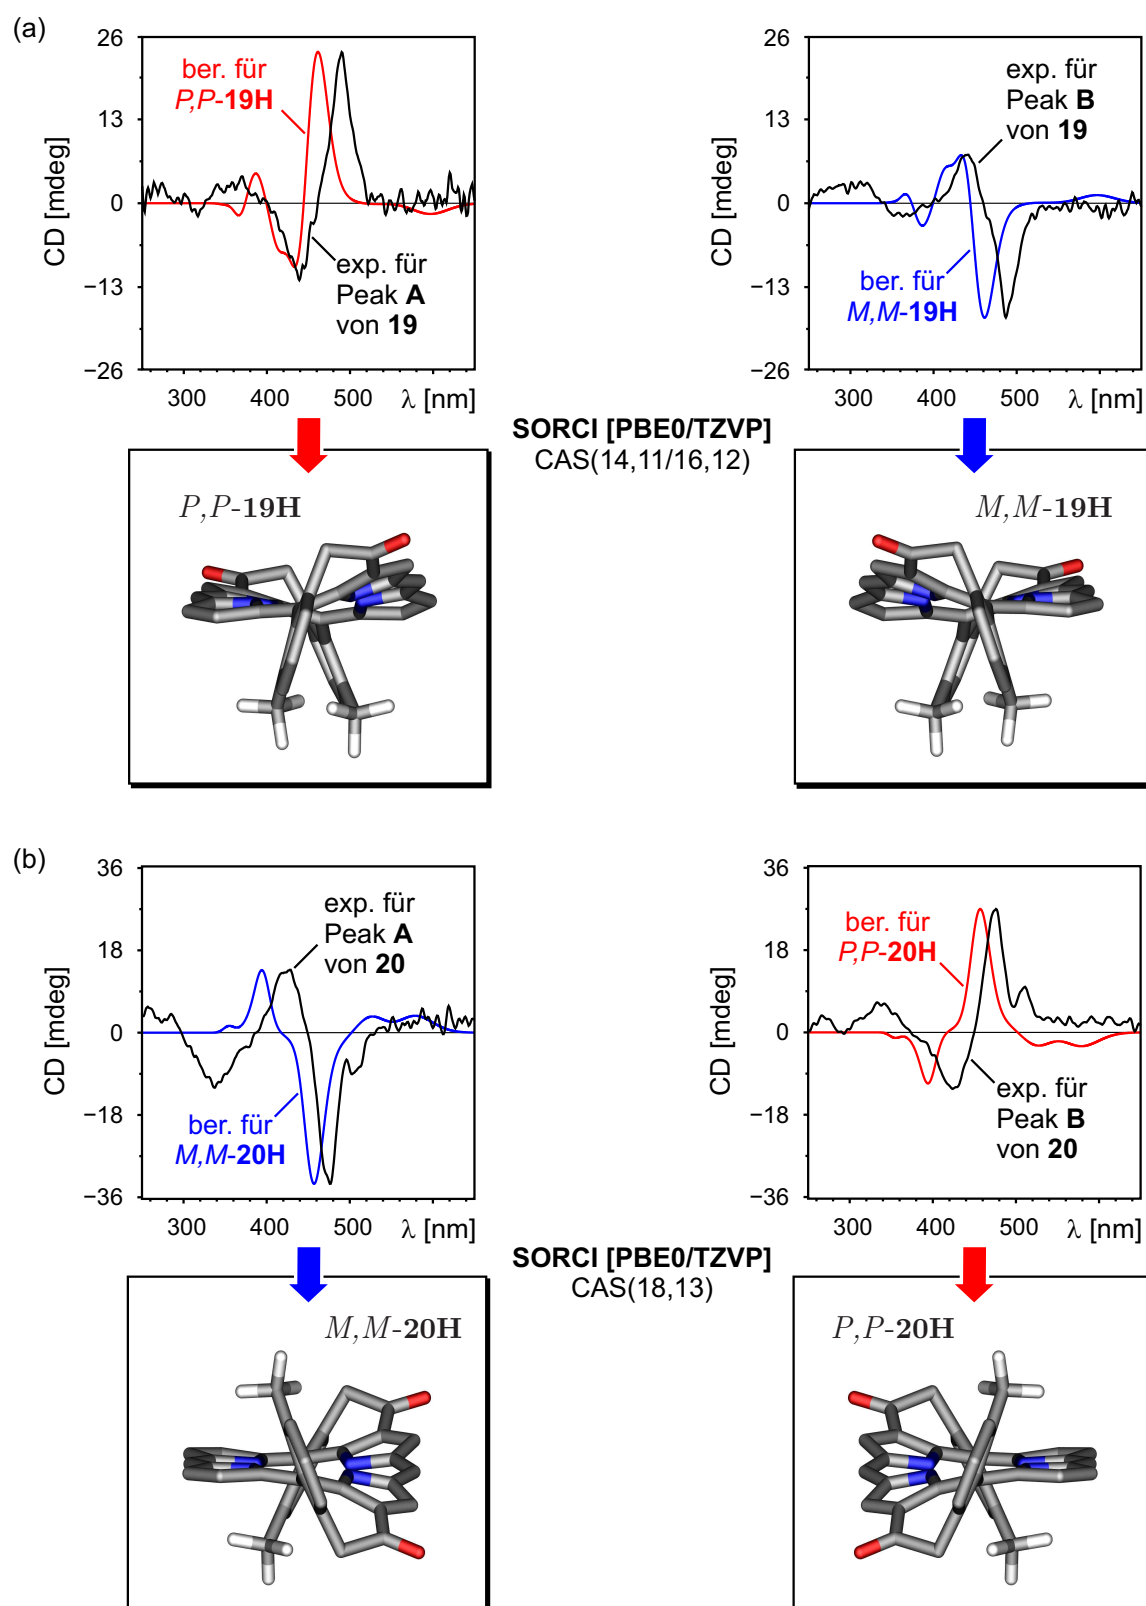 (a)
26
13
0
−13
−26
CD [mdeg]
300
400
500
λ [nm]
ber. für
P,P-19H
exp. für
Peak A
von 19
26
13
0
−13
−26
CD [mdeg]
300
400
500
λ [nm]
exp. für
Peak B
von 19
ber. für
M,M-19H
SORCI [PBE0/TZVP]
CAS(14,11/16,12)
P,P-19H
M,M-19H
(b)
36
18
0
−18
−36
CD [mdeg]
300
400
500
λ [nm]
exp. für
Peak A
von 20
ber. für
M,M-20H
36
18
0
−18
−36
CD [mdeg]
300
400
500
λ [nm]
ber. für
P,P-20H
exp. für
Peak B
von 20
SORCI [PBE0/TZVP]
CAS(18,13)
M,M-20H
P,P-20H